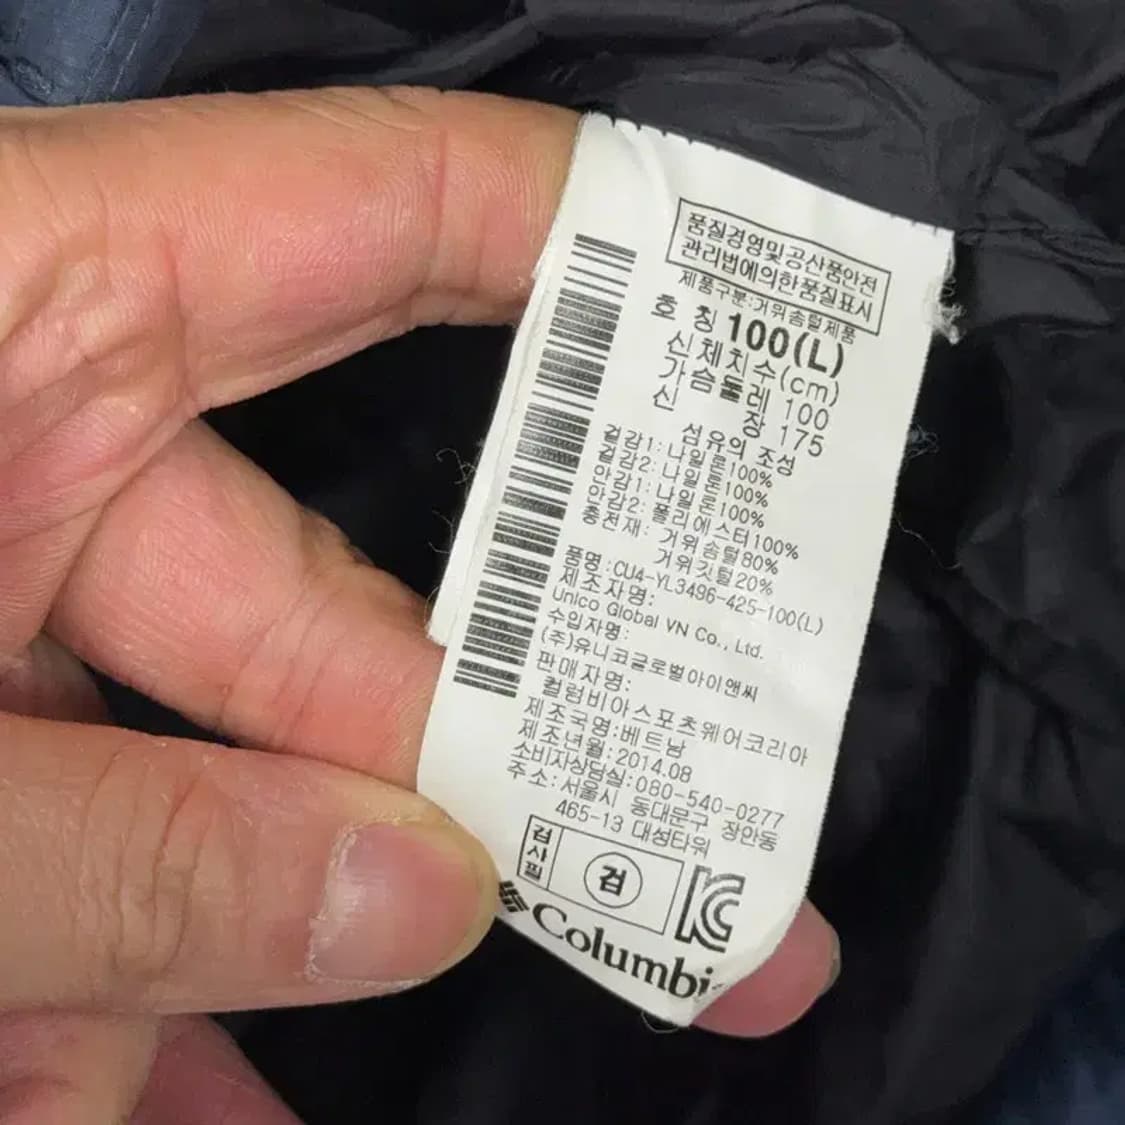 품질경영및공산품안전
관리법에의한품질표시
제품구분:거위솜털제품
호 칭 100(L)
신체치수(cm)
가슴둘레 100
신 장 175
섬유의 조성
겉감1: 나일론100%
겉감2: 나일론100%
안감1: 나일론100%
안감2: 폴리에스터100%
충전재: 거위솜털80%
거위깃털20%
품명:CU4-YL3496-425-100(L)
제조자명:
Unico Global VN Co., Ltd.
수입자명:
(주)유니코글로벌아이앤씨
판매자명:
컬럼비아스포츠웨어코리아
제조국명:베트남
제조년월:2014.08
소비자상담실:080-540-0277
주소:서울시 동대문구 장안동
465-13 대성타워
검시필
검
KC
Columbi